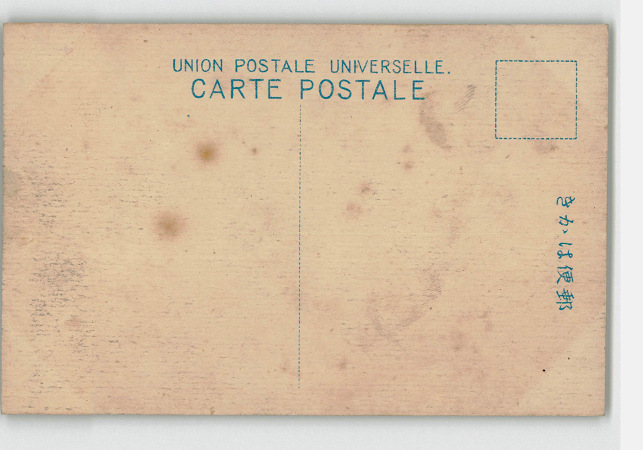 UNION POSTALE UNIVERSELLE.
CARTE POSTALE
きかは便郵